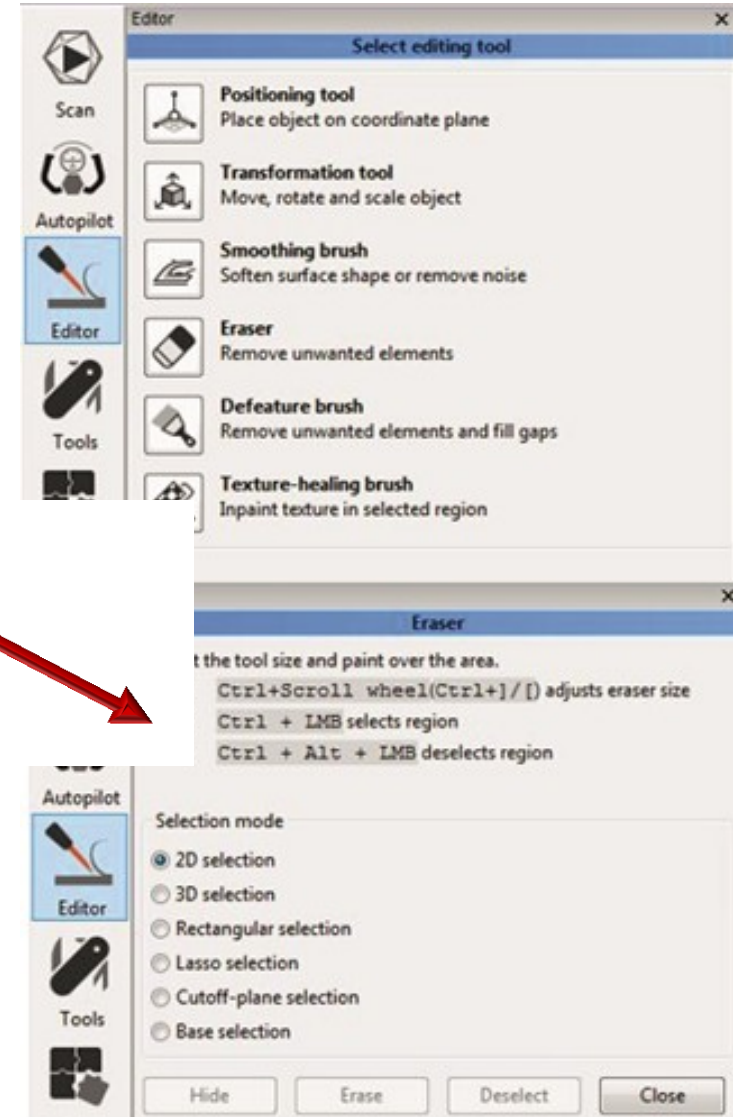 Editor
Select editing tool
Scan
Autopilot
Editor
Tools
Positioning tool
Place object on coordinate plane
Transformation tool
Move, rotate and scale object
Smoothing brush
Soften surface shape or remove noise
Eraser
Remove unwanted elements
Defeature brush
Remove unwanted elements and fill gaps
Texture-healing brush
Inpaint texture in selected region
Eraser
the tool size and paint over the area.
Ctrl+Scroll wheel(Ctrl+]/[) adjusts eraser size
Ctrl + LMB selects region
Ctrl + Alt + LMB deselects region
Autopilot
Editor
Tools
Selection mode
2D selection
3D selection
Rectangular selection
Lasso selection
Cutoff-plane selection
Base selection
Hide Erase Deselect Close